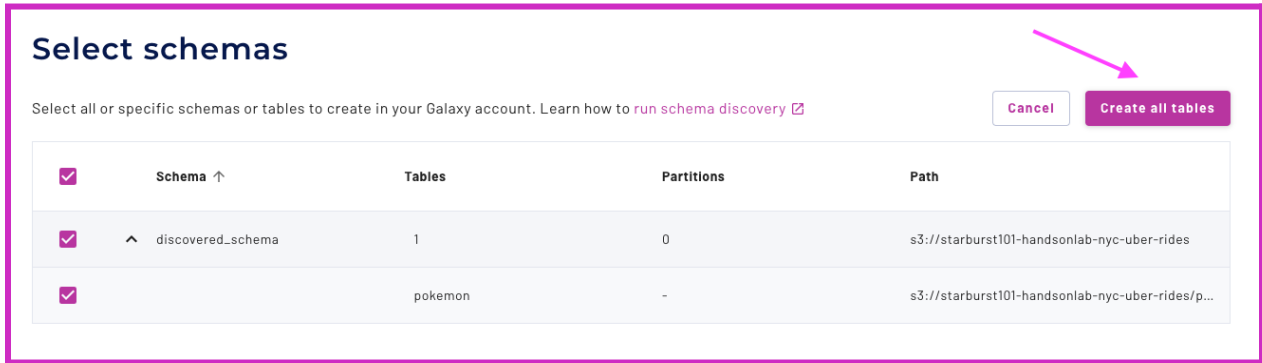 Select schemas
Select all or specific schemas or tables to create in your Galaxy account. Learn how to run schema discovery
Cancel
Create all tables
Schema ↑ Tables Partitions Path
discovered_schema 1 0 s3://starburst101-handsonlab-nyc-uber-rides
pokemon - s3://starburst101-handsonlab-nyc-uber-rides/p...